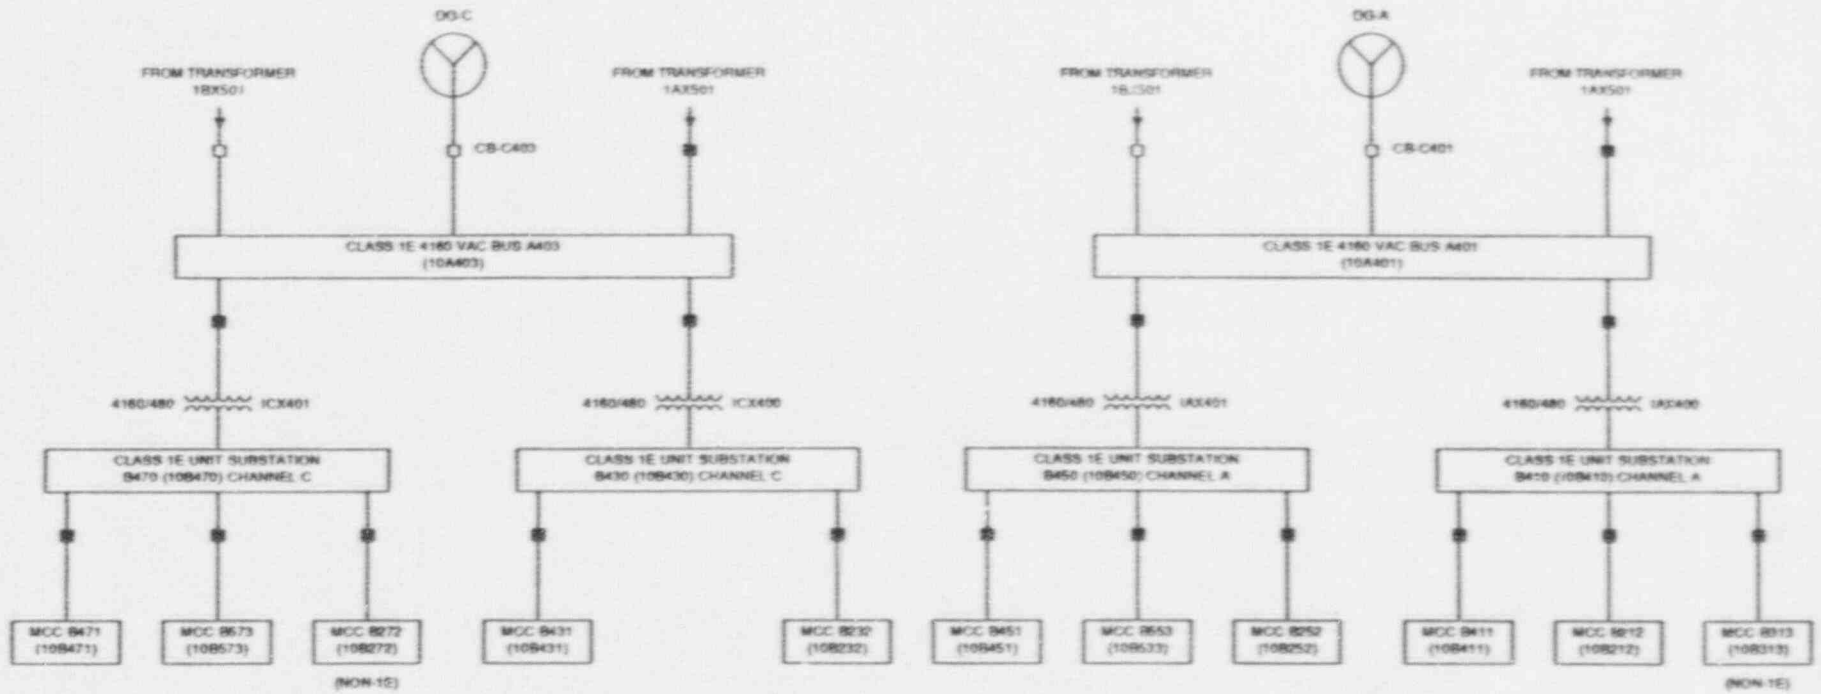 DG-C
DG-A
FROM TRANSFORMER
1BX501
FROM TRANSFORMER
1AX501
FROM TRANSFORMER
FROM TRANSFORMER
1AX501
CB-C403
CB-C401
CLASS 1E 4160 VAC BUS A403
(10A403)
CLASS 1E 4160 VAC BUS A401
(10A401)
4160/480
ICX401
4160/480
ICX400
4160/480
IAX401
4160/480
IAX400
CLASS 1E UNIT SUBSTATION
B470 (10B470) CHANNEL C
CLASS 1E UNIT SUBSTATION
B430 (10B430) CHANNEL C
CLASS 1E UNIT SUBSTATION
B450 (10B450) CHANNEL A
CLASS 1E UNIT SUBSTATION
B410 (10B410) CHANNEL A
MCC B471
(10B471)
MCC B573
(10B573)
MCC B272
(10B272)
(NON-1E)
MCC B431
(10B431)
MCC B232
(10B232)
MCC B451
(10B451)
MCC B553
(10B533)
MCC B252
(10B252)
MCC B411
(10B411)
MCC B212
(10B212)
MCC B313
(10B313)
(NON-1E)